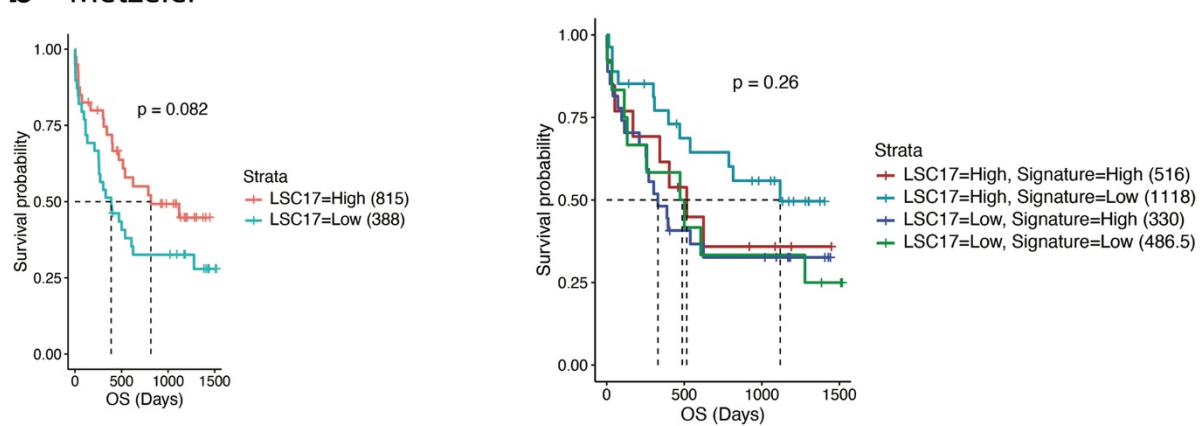 b Metzeler
1.00
0.75
0.50
0.25
0.00
Survival probability
p = 0.082
0 500 1000 1500
OS (Days)
Strata
LSC17=High (815)
LSC17=Low (388)
1.00
0.75
0.50
0.25
0.00
Survival probability
p = 0.26
0 500 1000 1500
OS (Days)
Strata
LSC17=High, Signature=High (516)
LSC17=High, Signature=Low (1118)
LSC17=Low, Signature=High (330)
LSC17=Low, Signature=Low (486.5)